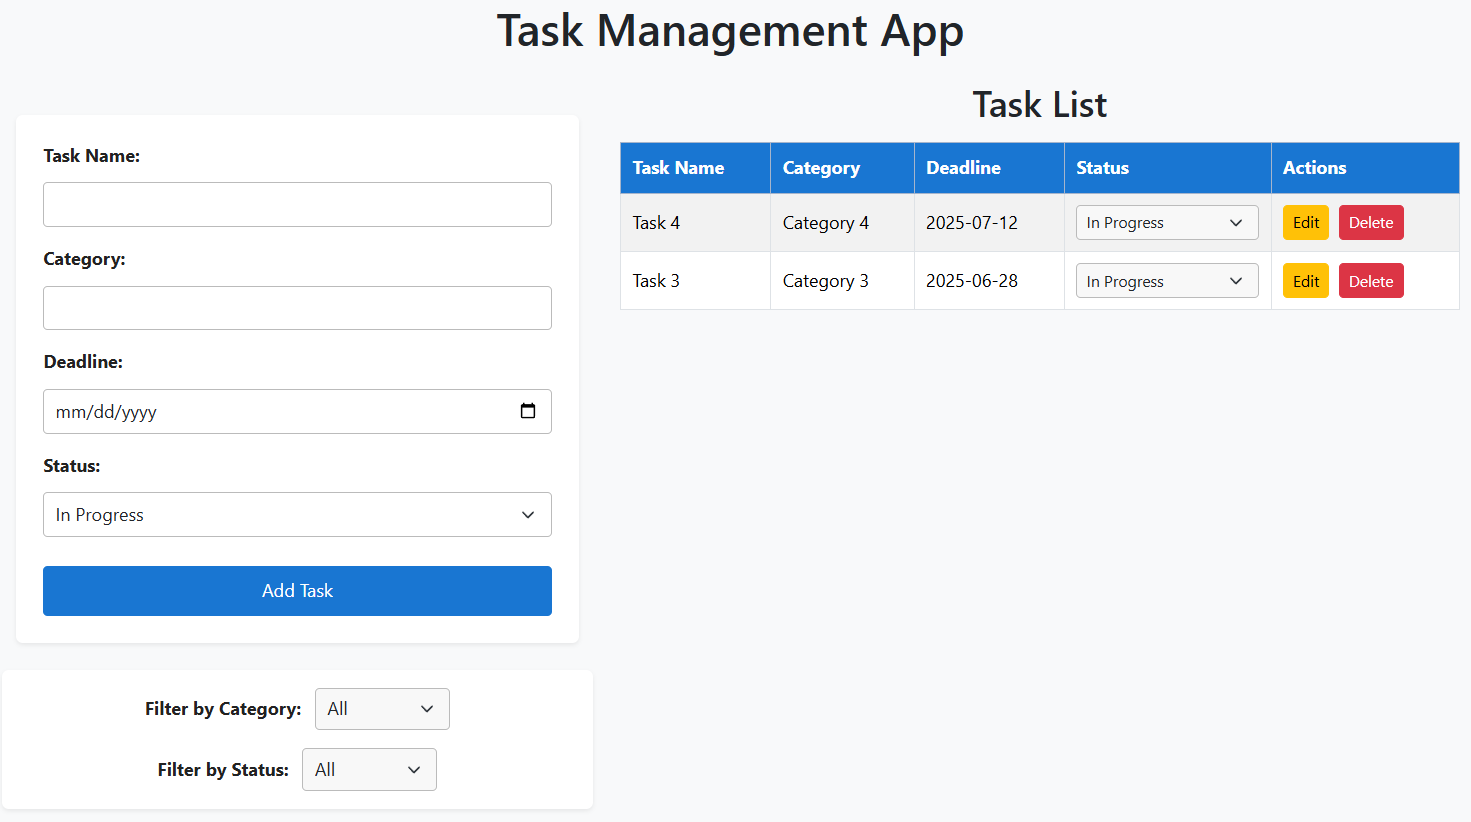 Task Management App
Task Name:
Category:
Deadline:
mm/dd/yyyy
Status:
In Progress
Add Task
Filter by Category: All
Filter by Status: All
Task List
Task Name Category Deadline Status Actions
Task 4 Category 4 2025-07-12 In Progress Edit Delete
Task 3 Category 3 2025-06-28 In Progress Edit Delete